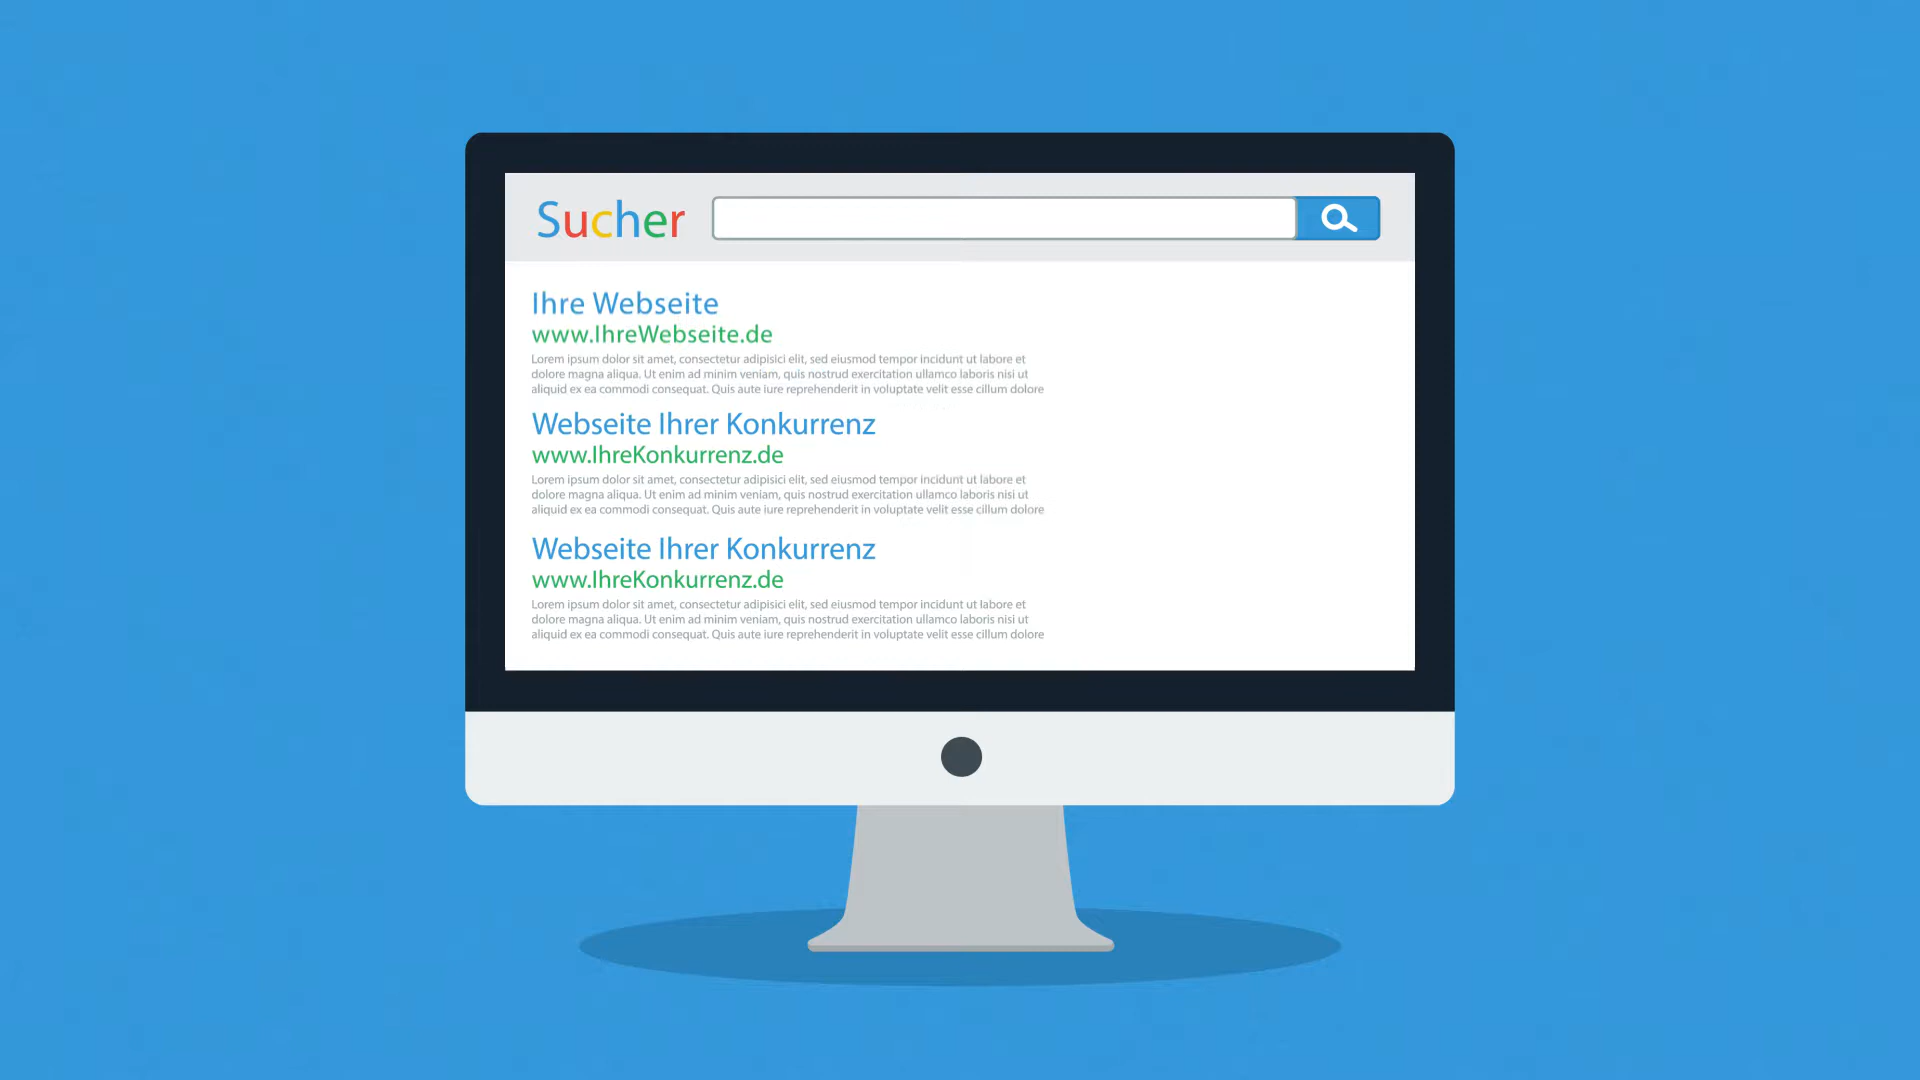 Sucher
Ihre Webseite
www.IhreWebseite.de
Lorem ipsum dolor sit amet, consectetur adipisici elit, sed eiusmod tempor incidunt ut labore et
dolore magna aliqua. Ut enim ad minim veniam, quis nostrud exercitation ullamco laboris nisi ut
aliquid ex ea commodi consequat. Quis aute iure reprehenderit in voluptate velit esse cillum dolore
Webseite Ihrer Konkurrenz
www.IhreKonkurrenz.de
Lorem ipsum dolor sit amet, consectetur adipisici elit, sed eiusmod tempor incidunt ut labore et
dolore magna aliqua. Ut enim ad minim veniam, quis nostrud exercitation ullamco laboris nisi ut
aliquid ex ea commodi consequat. Quis aute iure reprehenderit in voluptate velit esse cillum dolore
Webseite Ihrer Konkurrenz
www.IhreKonkurrenz.de
Lorem ipsum dolor sit amet, consectetur adipisici elit, sed eiusmod tempor incidunt ut labore et
dolore magna aliqua. Ut enim ad minim veniam, quis nostrud exercitation ullamco laboris nisi ut
aliquid ex ea commodi consequat. Quis aute iure reprehenderit in voluptate velit esse cillum dolore